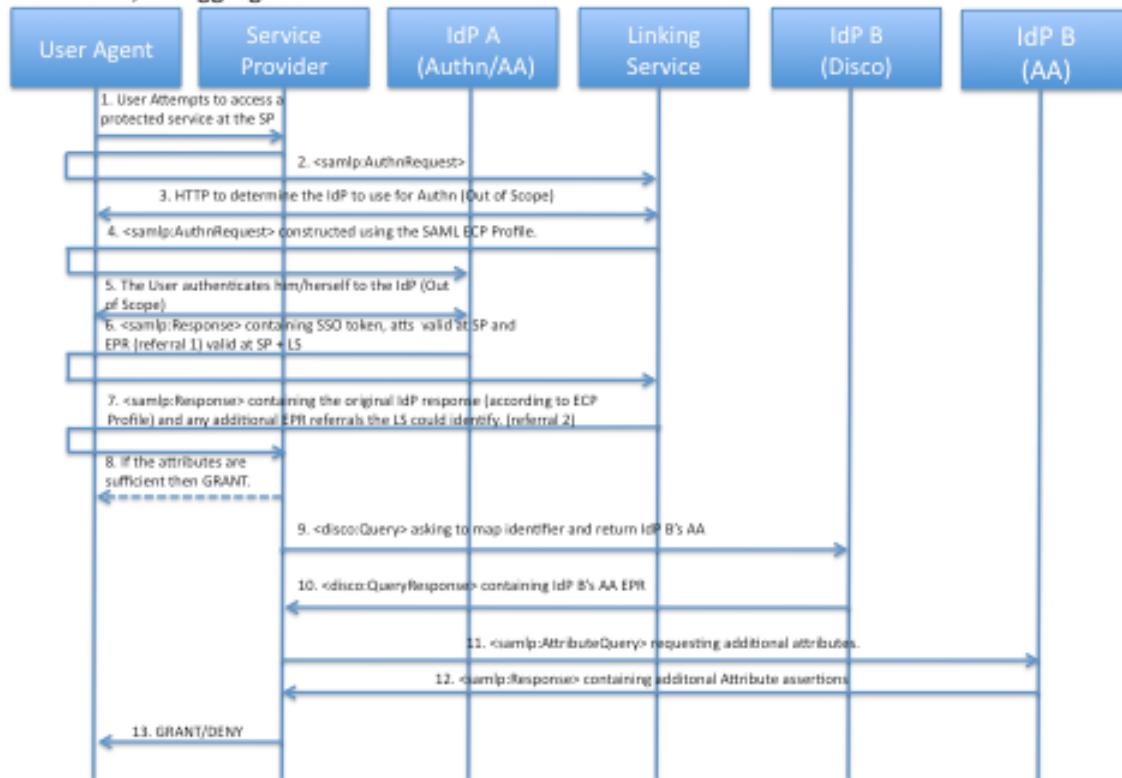 User Agent
Service
Provider
IdP A
(Authn/AA)
Linking
Service
IdP B
(Disco)
IdP B
(AA)
1. User Attempts to access a
protected service at the SP
2. <samlp:AuthnRequest>
3. HTTP to determine the IdP to use for Authn (Out of Scope)
4. <samlp:AuthnRequest> constructed using the SAML ECP Profile.
5. The User authenticates him/herself to the IdP (Out
of Scope)
6. <samlp:Response> containing SSO token, atts valid at SP and
EPR (referral 1) valid at SP + LS
7. <samlp:Response> containing the original IdP response (according to ECP
Profile) and any additional EPR referrals the LS could identify. [referral 2]
8. If the attributes are
sufficient then GRANT.
9. <disco:Query> asking to map identifier and return IdP B's AA
10. <disco:QueryResponse> containing IdP B's AA EPR
11. <samlp:AttributeQuery> requesting additional attributes.
12. <samlp:Response> containing additonal Attribute assertions
13. GRANT/DENY